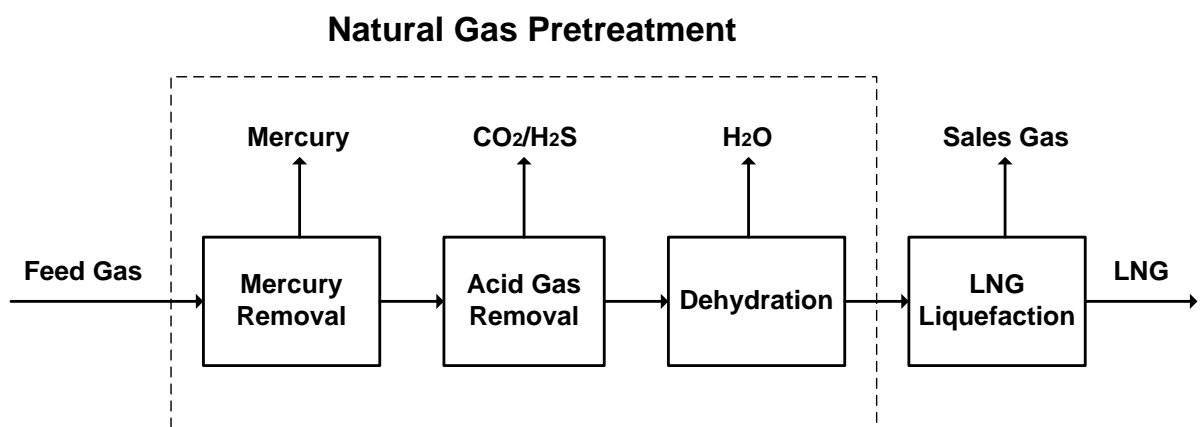 Natural Gas Pretreatment
Mercury
CO2/H2S
H2O
Sales Gas
Feed Gas
Mercury
Removal
Acid Gas
Removal
Dehydration
LNG
Liquefaction
LNG